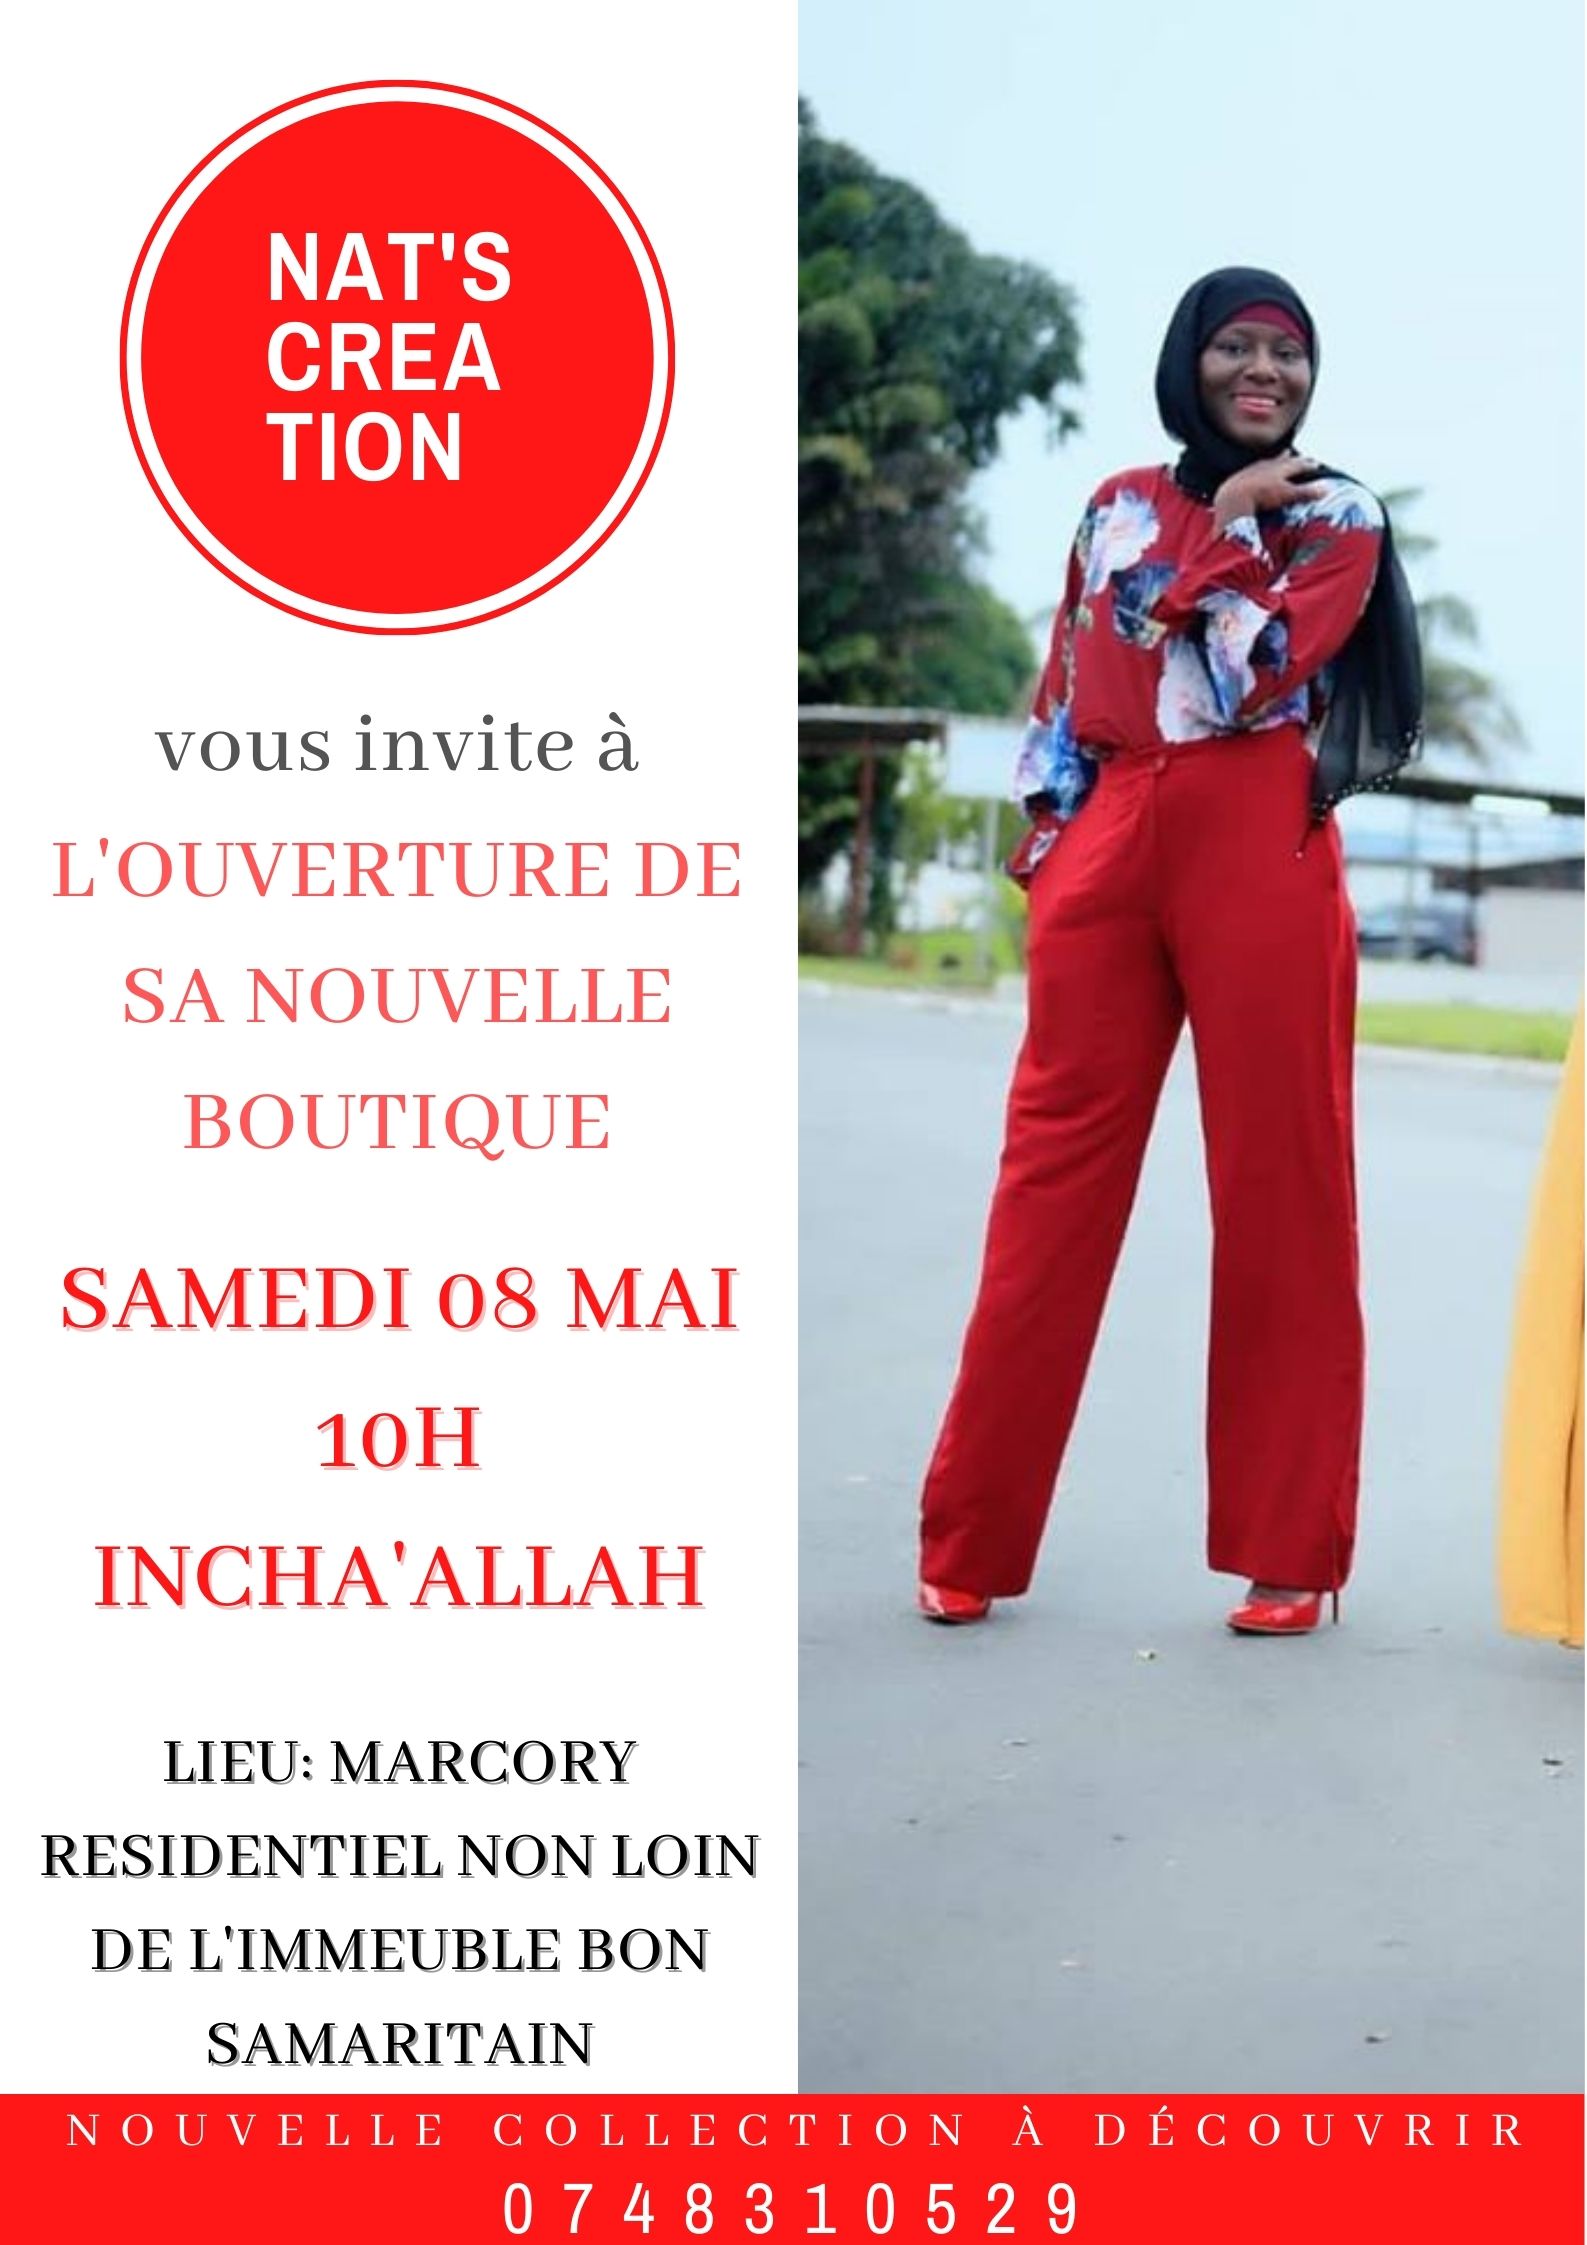 NAT'S
CREA
TION
vous invite à
L'OUVERTURE DE
SA NOUVELLE
BOUTIQUE
SAMEDI 08 MAI
10H
INCHA'ALLAH
LIEU: MARCORY
RESIDENTIEL NON LOIN
DE L'IMMEUBLE BON
SAMARITAIN
NOUVELLE COLLECTION À DÉCOUVRIR
0748310529